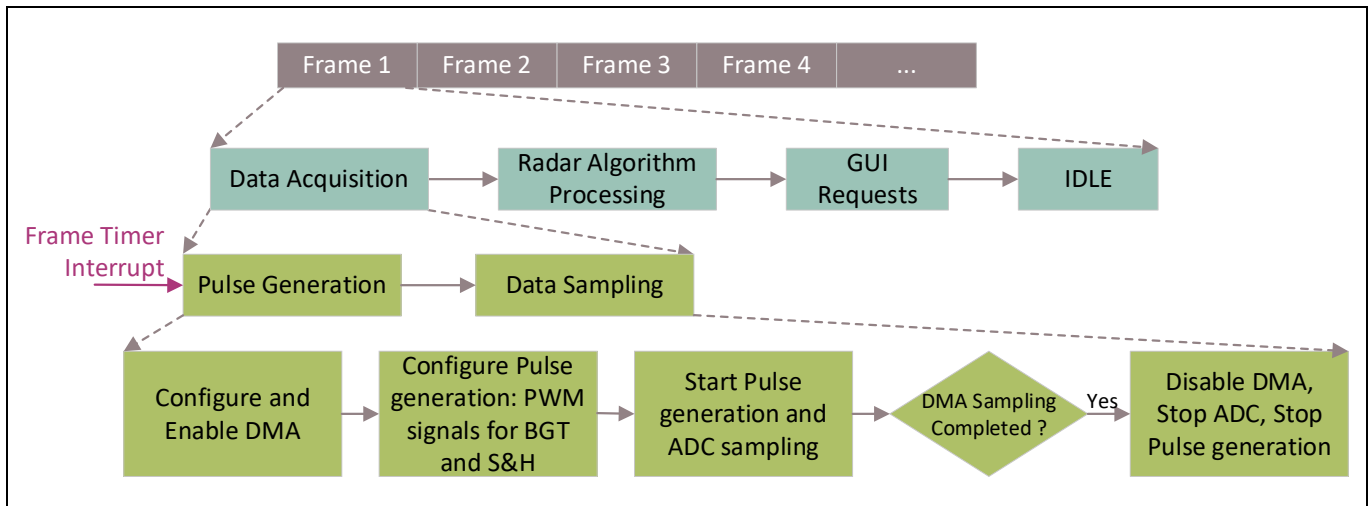 Frame 1
Frame 2
Frame 3
Frame 4
...
Data Acquisition
Radar Algorithm
Processing
GUI
Requests
IDLE
Frame Timer
Interrupt
Pulse Generation
Data Sampling
Configure and
Enable DMA
Configure Pulse
generation: PWM
signals for BGT
and S&H
Start Pulse
generation and
ADC sampling
DMA Sampling
Completed ?
Yes
Disable DMA,
Stop ADC, Stop
Pulse generation